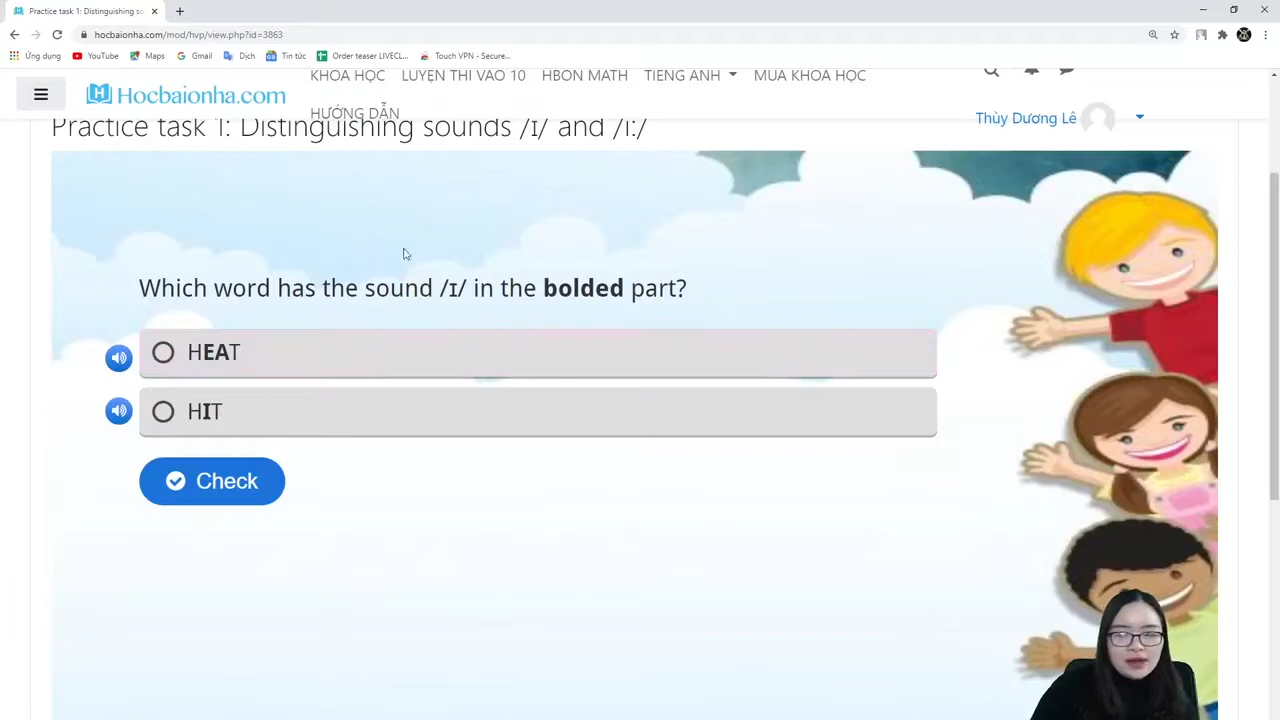 Practice task 1: Distinguishing so
hocbaionha.com/mod/hvp/view.php?id=3863
Ứng dụng YouTube Maps Gmail Dịch Tin tức Order teaser LIVECL... Touch VPN - Secure...
Hocbaionha.com
KHÓA HỌC LUYỆN THI VÀO 10 HBON MATH TIẾNG ANH MUA KHÓA HỌC
HƯỚNG DẪN
Thùy Dương Lê
Practice task 1: Distinguishing sounds /ɪ/ and /i:/
Which word has the sound /ɪ/ in the bolded part?
HEAT
HIT
Check